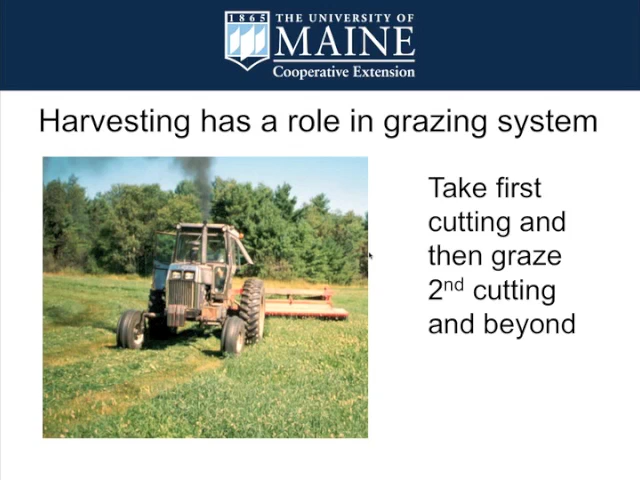 1865
THE UNIVERSITY OF
MAINE
Cooperative Extension
Harvesting has a role in grazing system
Take first
cutting and
then graze
2nd cutting
and beyond